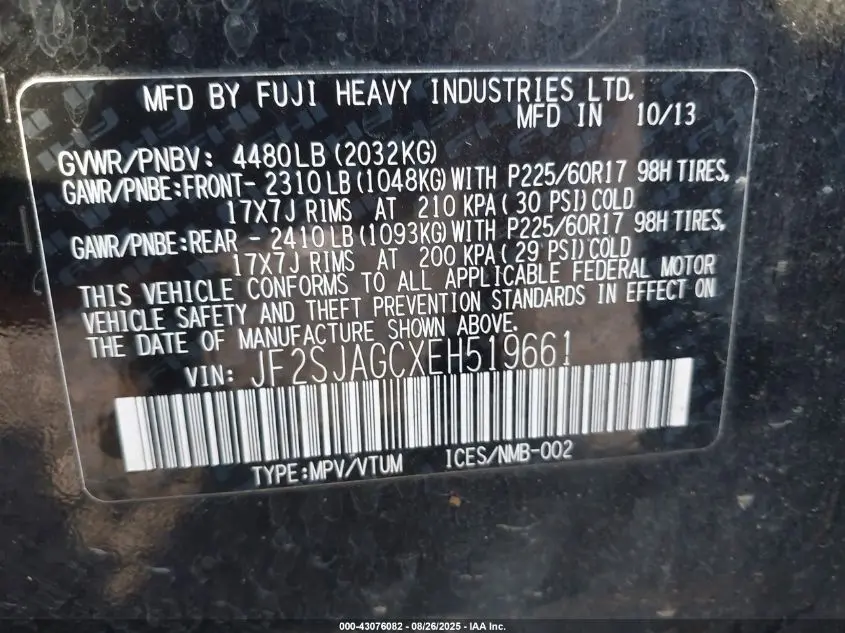 MFD BY FUJI HEAVY INDUSTRIES LTD.
MFD IN 10/13
GVWR/PNBV: 4480LB(2032KG)
GAWR/PNBE:FRONT- 2310LB(1048KG)WITH P225/60R17 98H TIRES,
17X7J RIMS AT 210 KPA( 30 PSI)COLD
GAWR/PNBE:REAR - 2410LB(1093KG)WITH P225/60R17 98H TIRES,
17X7J RIMS AT 200 KPA( 29 PSI)COLD
THIS VEHICLE CONFORMS TO ALL APPLICABLE FEDERAL MOTOR
VEHICLE SAFETY AND THEFT PREVENTION STANDARDS IN EFFECT ON
THE DATE OF MANUFACTURE SHOWN ABOVE.
VIN: JF2SJAGCXEH519661
TYPE:MPV/VTUM ICES/NMB-002
000-43076082 - 08/26/2025 - IAA Inc.